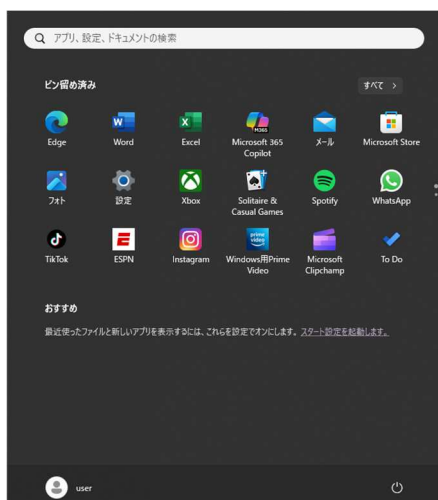 アプリ、設定、ドキュメントの検索
ピン留め済み
すべて >
Edge
Word
Excel
M365
Microsoft 365
Copilot
メール
Microsoft Store
フォト
設定
Xbox
Solitaire &
Casual Games
Spotify
WhatsApp
TikTok
ESPN
Instagram
prime
video
Windows用Prime
Video
Microsoft
Clipchamp
To Do
おすすめ
最近使ったファイルと新しいアプリを表示するには、これらを設定でオンにします。 スタート設定を起動します。
user